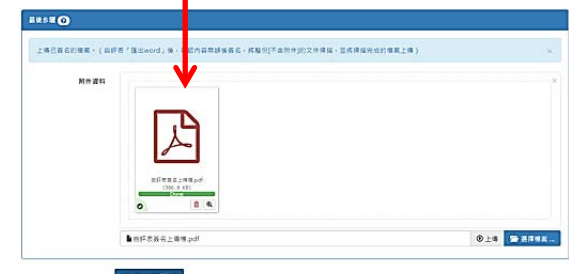 最後步驟
上傳已簽名的檔案。(自評表「匯出word」後，確認內容無誤後簽名，將整份[不含附件]的文件掃描，並將掃描完成的檔案上傳)
附件資料
自評表簽名上傳檔.pdf
Done
自評表簽名上傳檔.pdf
上傳
選擇檔案 ...